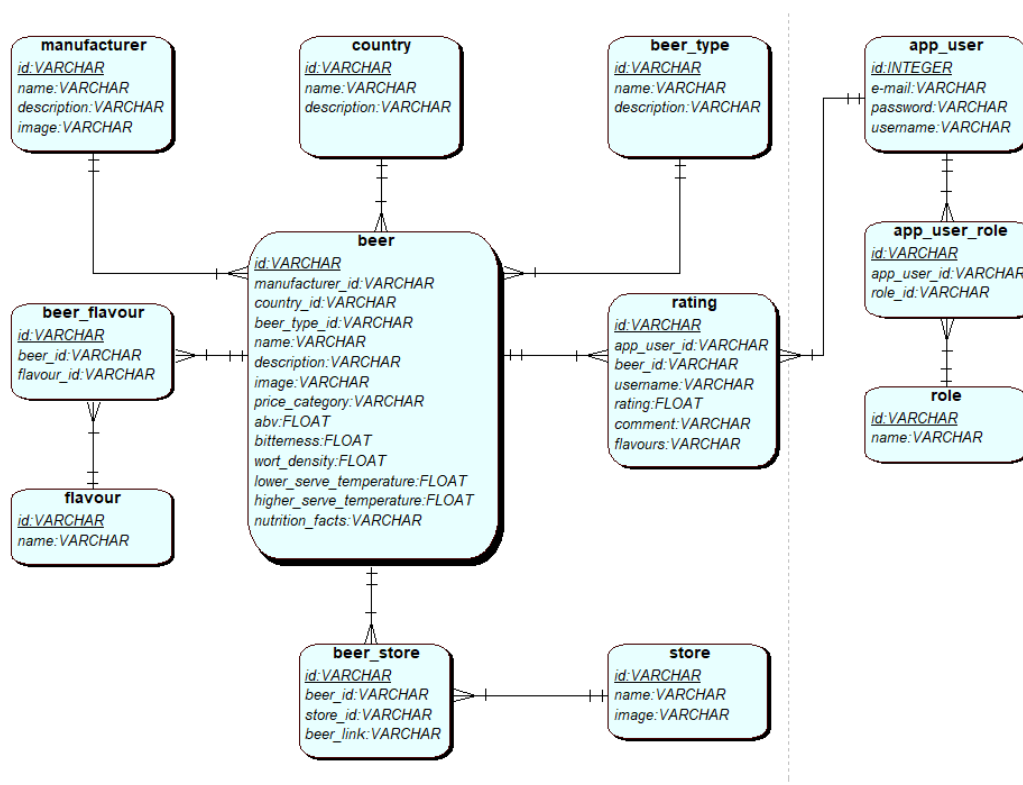 manufacturer
id:VARCHAR
name:VARCHAR
description:VARCHAR
image:VARCHAR
country
id:VARCHAR
name:VARCHAR
description:VARCHAR
beer_type
id:VARCHAR
name:VARCHAR
description:VARCHAR
app_user
id:INTEGER
e-mail:VARCHAR
password:VARCHAR
username:VARCHAR
beer
id:VARCHAR
manufacturer_id:VARCHAR
country_id:VARCHAR
beer_type_id:VARCHAR
name:VARCHAR
description:VARCHAR
image:VARCHAR
price_category:VARCHAR
abv:FLOAT
bitterness:FLOAT
wort_density:FLOAT
lower_serve_temperature:FLOAT
higher_serve_temperature:FLOAT
nutrition_facts:VARCHAR
app_user_role
id:VARCHAR
app_user_id:VARCHAR
role_id:VARCHAR
beer_flavour
id:VARCHAR
beer_id:VARCHAR
flavour_id:VARCHAR
rating
id:VARCHAR
app_user_id:VARCHAR
beer_id:VARCHAR
username:VARCHAR
rating:FLOAT
comment:VARCHAR
flavours:VARCHAR
role
id:VARCHAR
name:VARCHAR
flavour
id:VARCHAR
name:VARCHAR
beer_store
id:VARCHAR
beer_id:VARCHAR
store_id:VARCHAR
beer_link:VARCHAR
store
id:VARCHAR
name:VARCHAR
image:VARCHAR